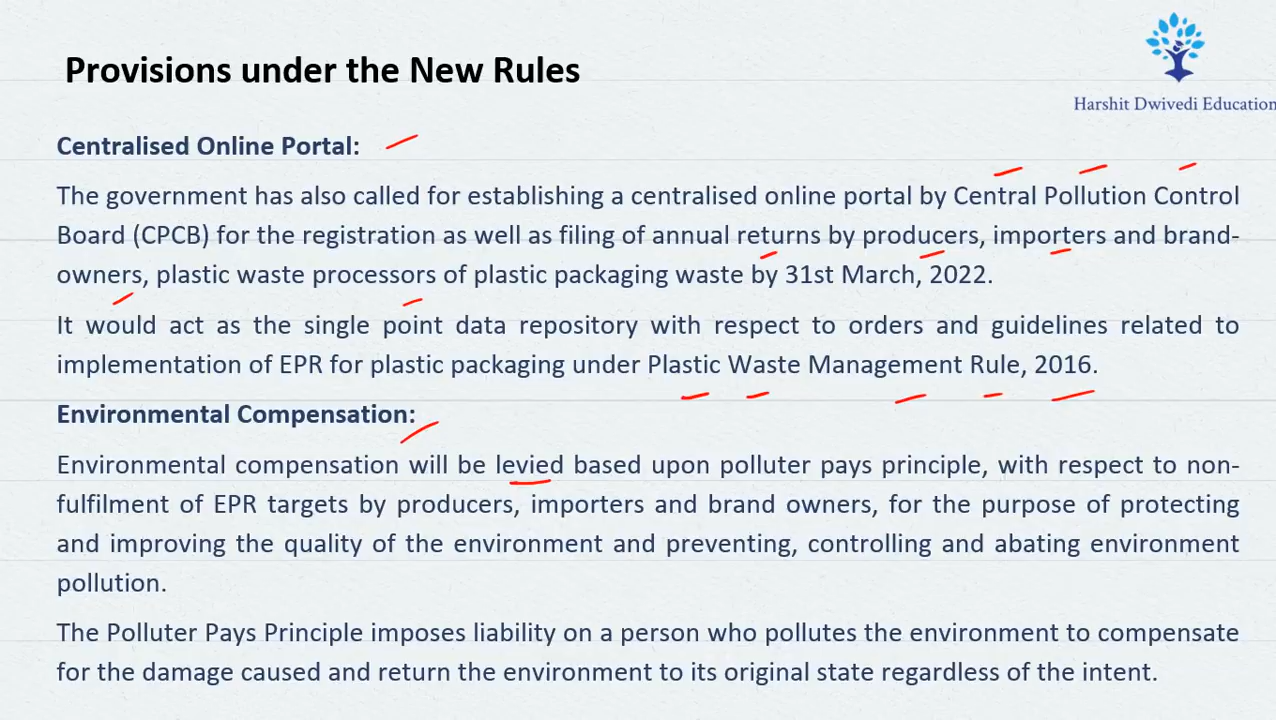 Provisions under the New Rules
Harshit Dwivedi Education
Centralised Online Portal:
The government has also called for establishing a centralised online portal by Central Pollution Control
Board (CPCB) for the registration as well as filing of annual returns by producers, importers and brand-
owners, plastic waste processors of plastic packaging waste by 31st March, 2022.
It would act as the single point data repository with respect to orders and guidelines related to
implementation of EPR for plastic packaging under Plastic Waste Management Rule, 2016.
Environmental Compensation:
Environmental compensation will be levied based upon polluter pays principle, with respect to non-
fulfilment of EPR targets by producers, importers and brand owners, for the purpose of protecting
and improving the quality of the environment and preventing, controlling and abating environment
pollution.
The Polluter Pays Principle imposes liability on a person who pollutes the environment to compensate
for the damage caused and return the environment to its original state regardless of the intent.